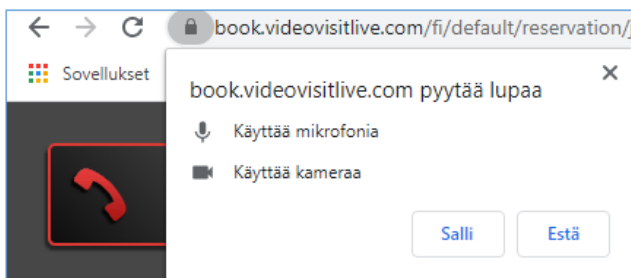 book.videovisitlive.com/fi/default/reservation/
Sovellukset
book.videovisitlive.com pyytää lupaa
Käyttää mikrofonia
Käyttää kameraa
Salli Estä